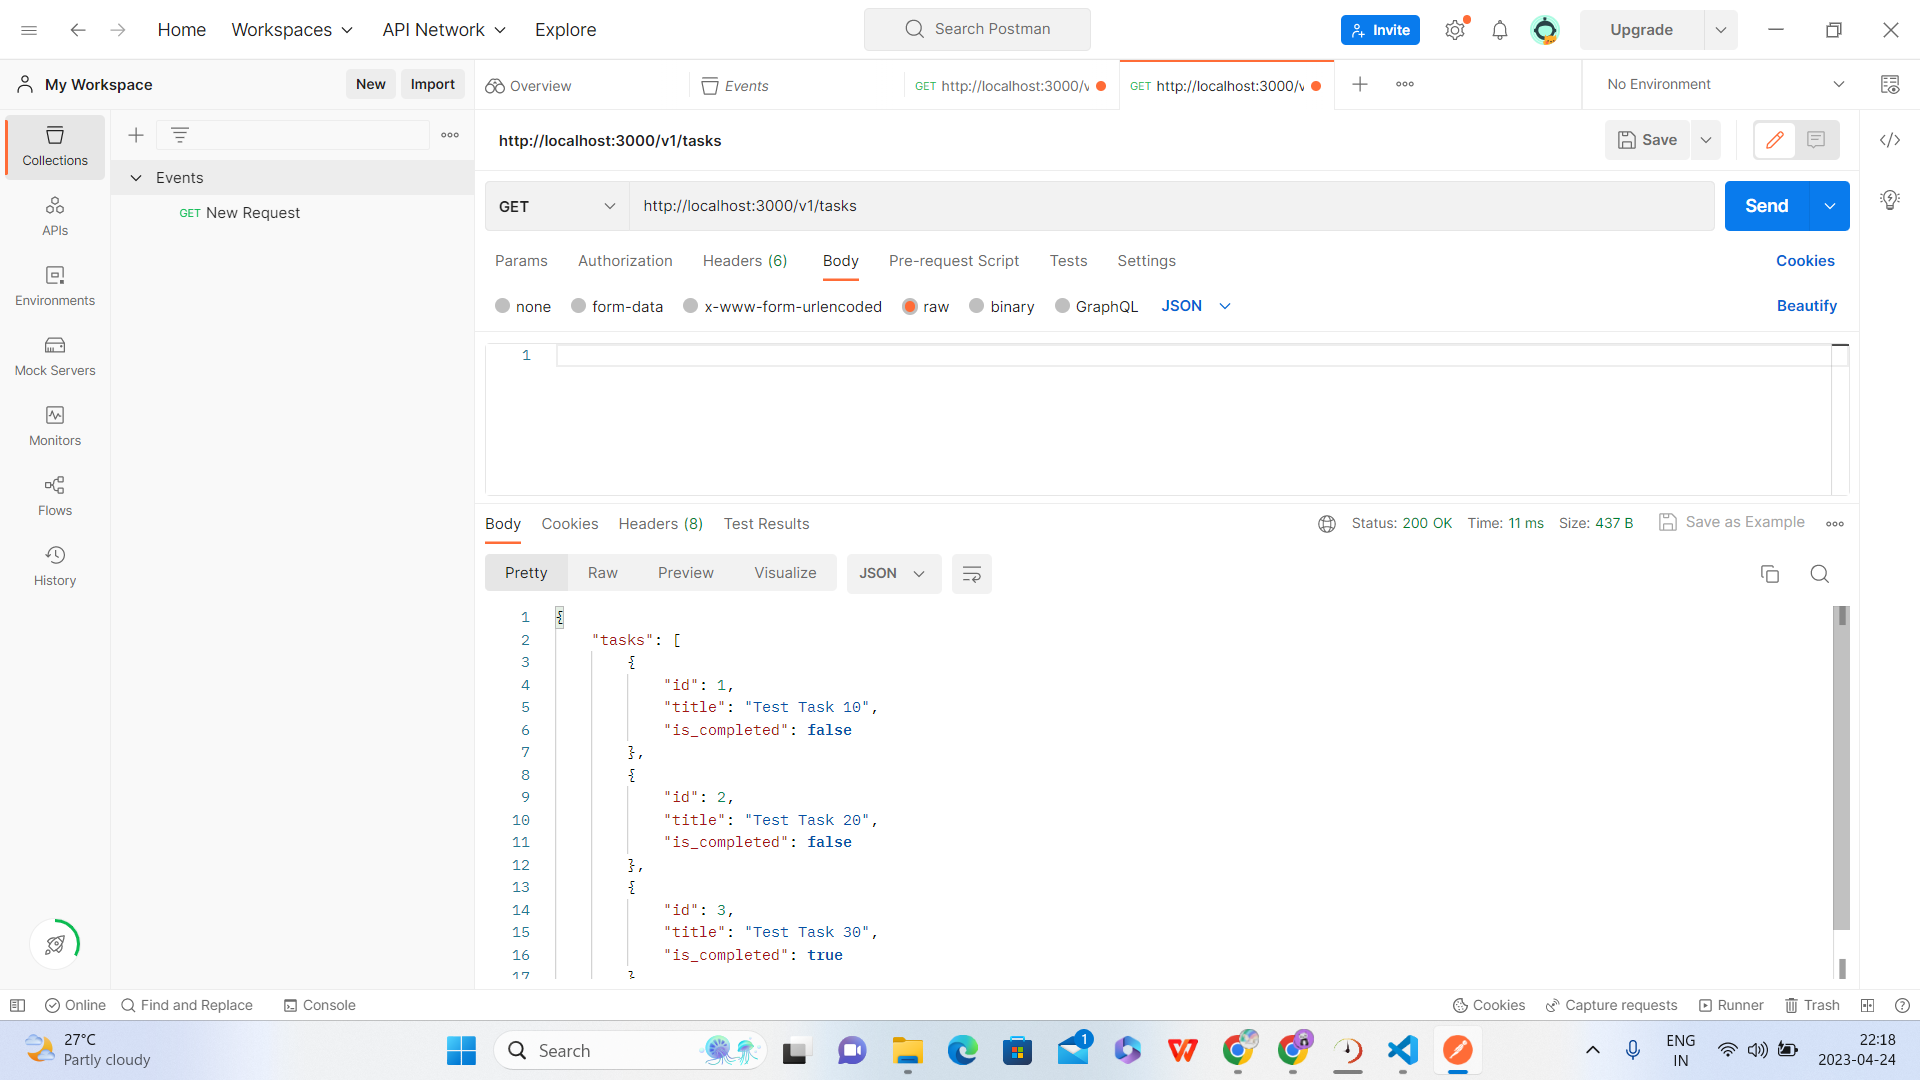 Home Workspaces API Network Explore Search Postman Invite Upgrade
My Workspace New Import Overview Events GET http://localhost:3000/v GET http://localhost:3000/v No Environment
Collections
APIs
Environments
Mock Servers
Monitors
Flows
History
Events
GET New Request
http://localhost:3000/v1/tasks Save
GET http://localhost:3000/v1/tasks Send
Params Authorization Headers (6) Body Pre-request Script Tests Settings Cookies
none form-data x-www-form-urlencoded raw binary GraphQL JSON Beautify
1
Body Cookies Headers (8) Test Results Status: 200 OK Time: 11 ms Size: 437 B Save as Example
Pretty Raw Preview Visualize JSON
1 {
2 "tasks": [
3 {
4 "id": 1,
5 "title": "Test Task 10",
6 "is_completed": false
7 },
8 {
9 "id": 2,
10 "title": "Test Task 20",
11 "is_completed": false
12 },
13 {
14 "id": 3,
15 "title": "Test Task 30",
16 "is_completed": true
17 }
Online Find and Replace Console Cookies Capture requests Runner Trash
27°C
Partly cloudy
Search
1
ENG
IN
22:18
2023-04-24